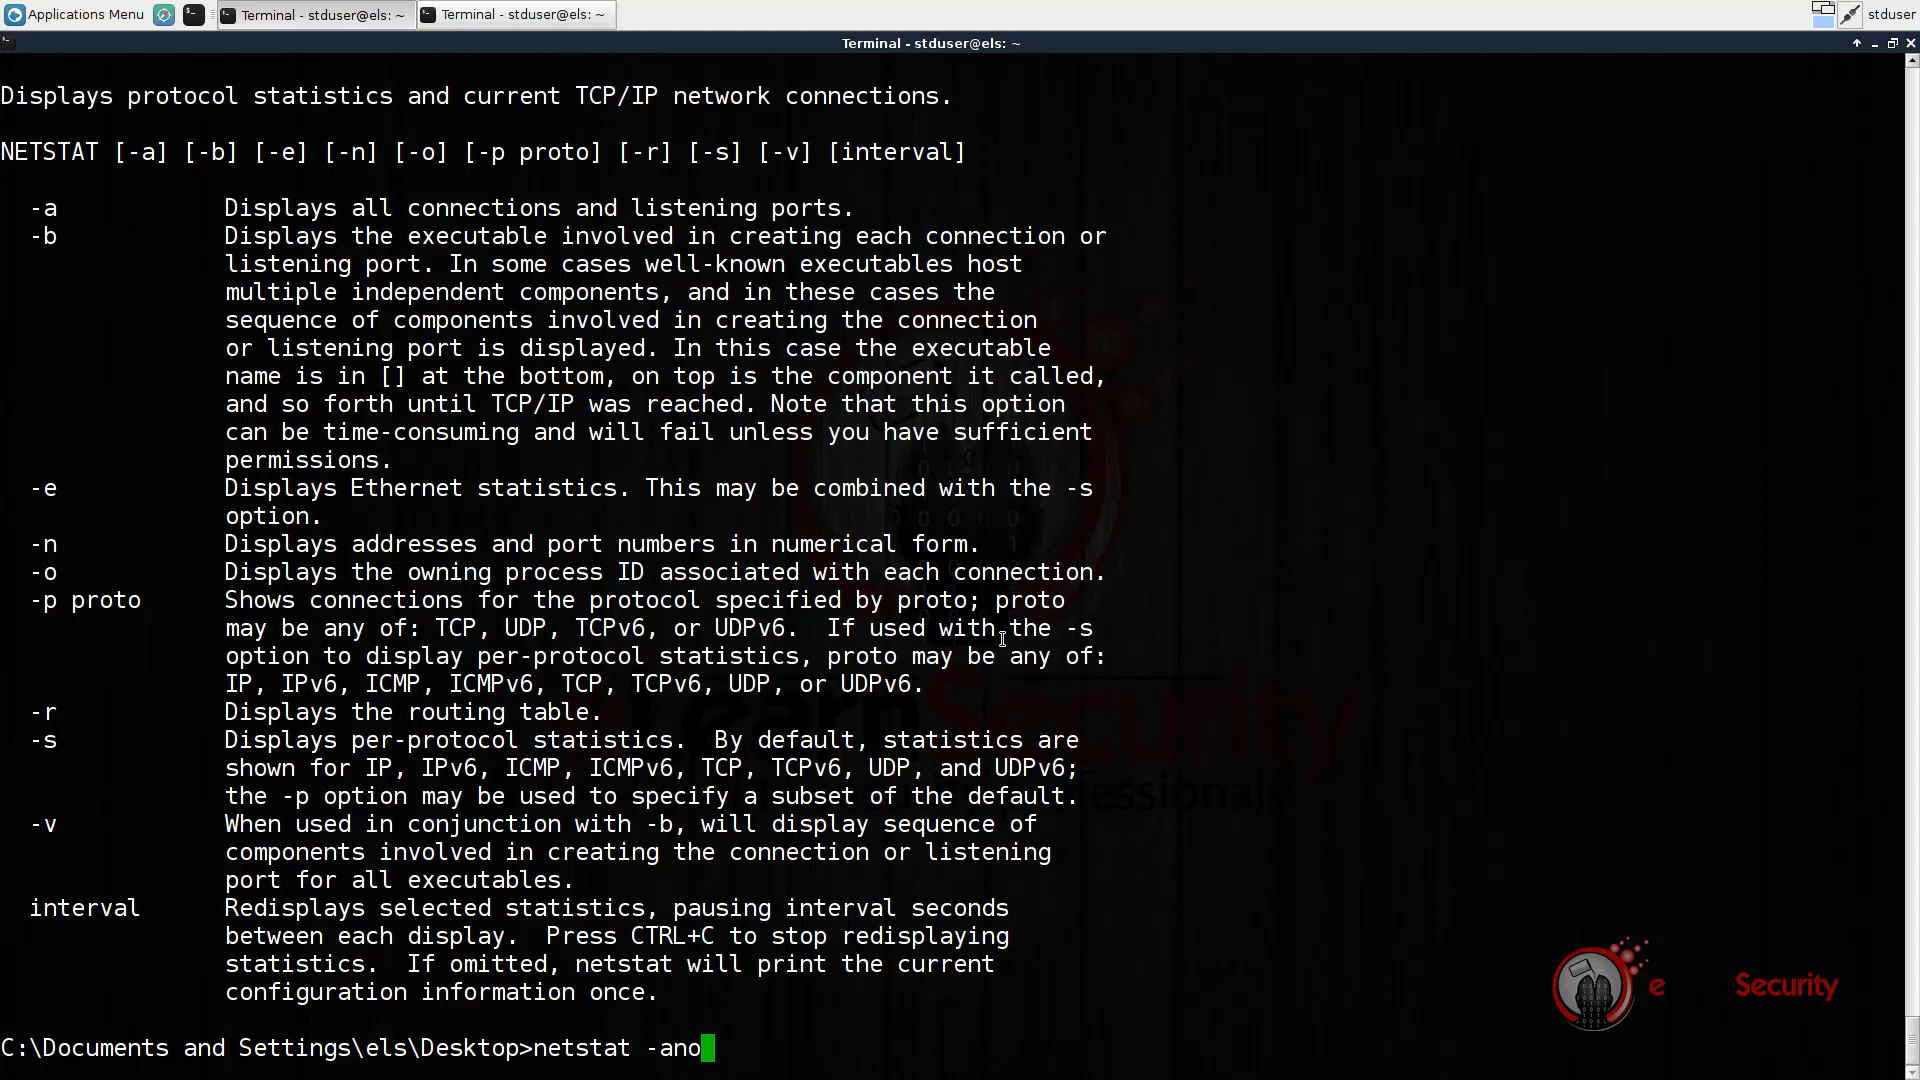 Applications Menu
Terminal - stduser@els: ~
Terminal - stduser@els: ~
stduser
Terminal - stduser@els: ~
Displays protocol statistics and current TCP/IP network connections.
NETSTAT [-a] [-b] [-e] [-n] [-o] [-p proto] [-r] [-s] [-v] [interval]
-a Displays all connections and listening ports.
-b Displays the executable involved in creating each connection or
listening port. In some cases well-known executables host
multiple independent components, and in these cases the
sequence of components involved in creating the connection
or listening port is displayed. In this case the executable
name is in [] at the bottom, on top is the component it called,
and so forth until TCP/IP was reached. Note that this option
can be time-consuming and will fail unless you have sufficient
permissions.
-e Displays Ethernet statistics. This may be combined with the -s
option.
-n Displays addresses and port numbers in numerical form.
-o Displays the owning process ID associated with each connection.
-p proto Shows connections for the protocol specified by proto; proto
may be any of: TCP, UDP, TCPv6, or UDPv6.  If used with the -s
option to display per-protocol statistics, proto may be any of:
IP, IPv6, ICMP, ICMPv6, TCP, TCPv6, UDP, or UDPv6.
-r Displays the routing table.
-s Displays per-protocol statistics.  By default, statistics are
shown for IP, IPv6, ICMP, ICMPv6, TCP, TCPv6, UDP, and UDPv6;
the -p option may be used to specify a subset of the default.
-v When used in conjunction with -b, will display sequence of
components involved in creating the connection or listening
port for all executables.
interval Redisplays selected statistics, pausing interval seconds
between each display.  Press CTRL+C to stop redisplaying
statistics.  If omitted, netstat will print the current
configuration information once.
C:\Documents and Settings\els\Desktop>netstat -ano
e Security